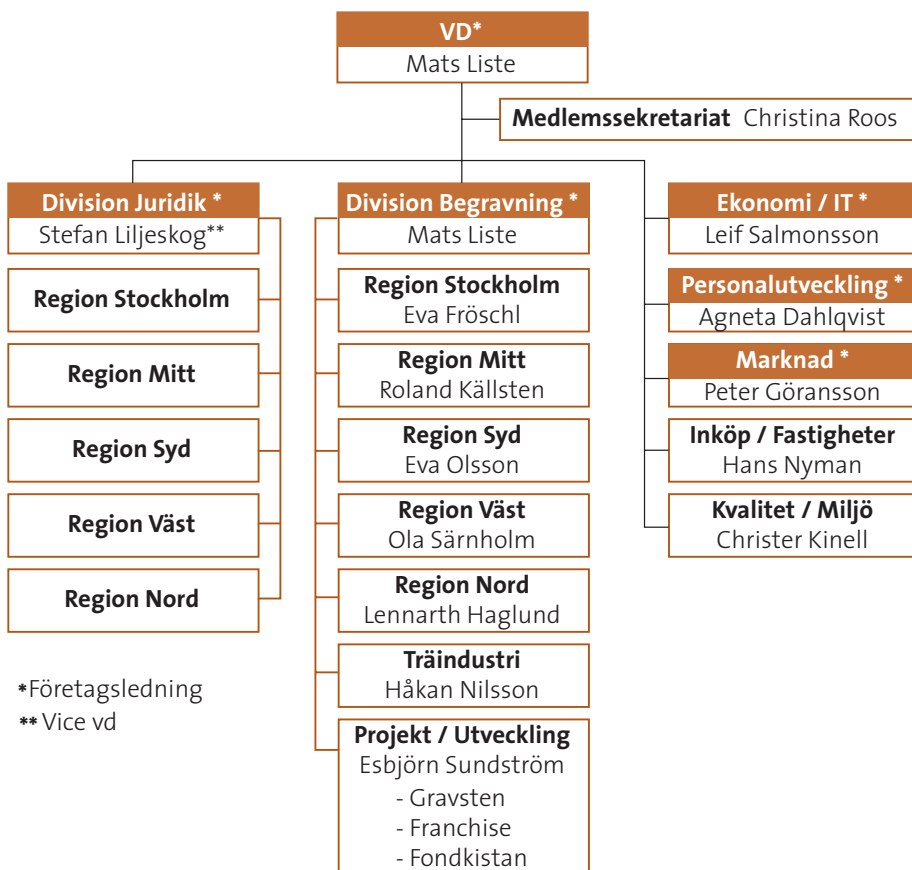 VD*
Mats Liste
Medlemssekretariat Christina Roos
Division Juridik *
Stefan Liljeskog**
Region Stockholm
Region Mitt
Region Syd
Region Väst
Region Nord
Division Begravning *
Mats Liste
Region Stockholm
Eva Fröschl
Region Mitt
Roland Källsten
Region Syd
Eva Olsson
Region Väst
Ola Särnholm
Region Nord
Lennarth Haglund
Träindustri
Håkan Nilsson
Projekt / Utveckling
Esbjörn Sundström
- Gravsten
- Franchise
- Fondkistan
Ekonomi / IT *
Leif Salmonsson
Personalutveckling *
Agneta Dahlqvist
Marknad *
Peter Göransson
Inköp / Fastigheter
Hans Nyman
Kvalitet / Miljö
Christer Kinell
*Företagsledning
** Vice vd